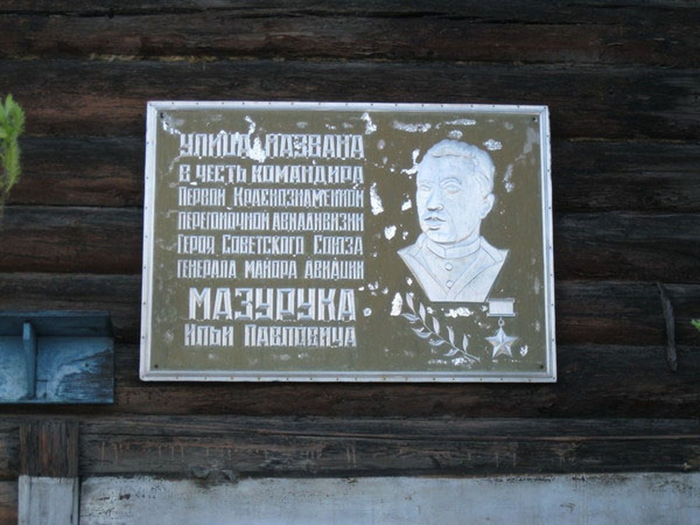 УЛИЦА НАЗВАНА
В ЧЕСТЬ КОМАНДИРА
ПЕРВОЙ КРАСНОЗНАМЕННОЙ
ПЕРЕГОНОЧНОЙ АВИАДИВИЗИИ
ГЕРОЯ СОВЕТСКОГО СОЮЗА
ГЕНЕРАЛА МАЙОРА АВИАЦИИ
МАЗУРУКА
ИЛЬИ ПАВЛОВИЧА